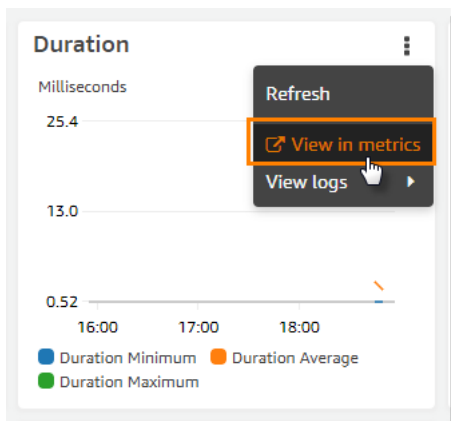 Duration
Milliseconds
Refresh
25.4
View in metrics
View logs
13.0
0.52
16:00 17:00 18:00
Duration Minimum Duration Average
Duration Maximum